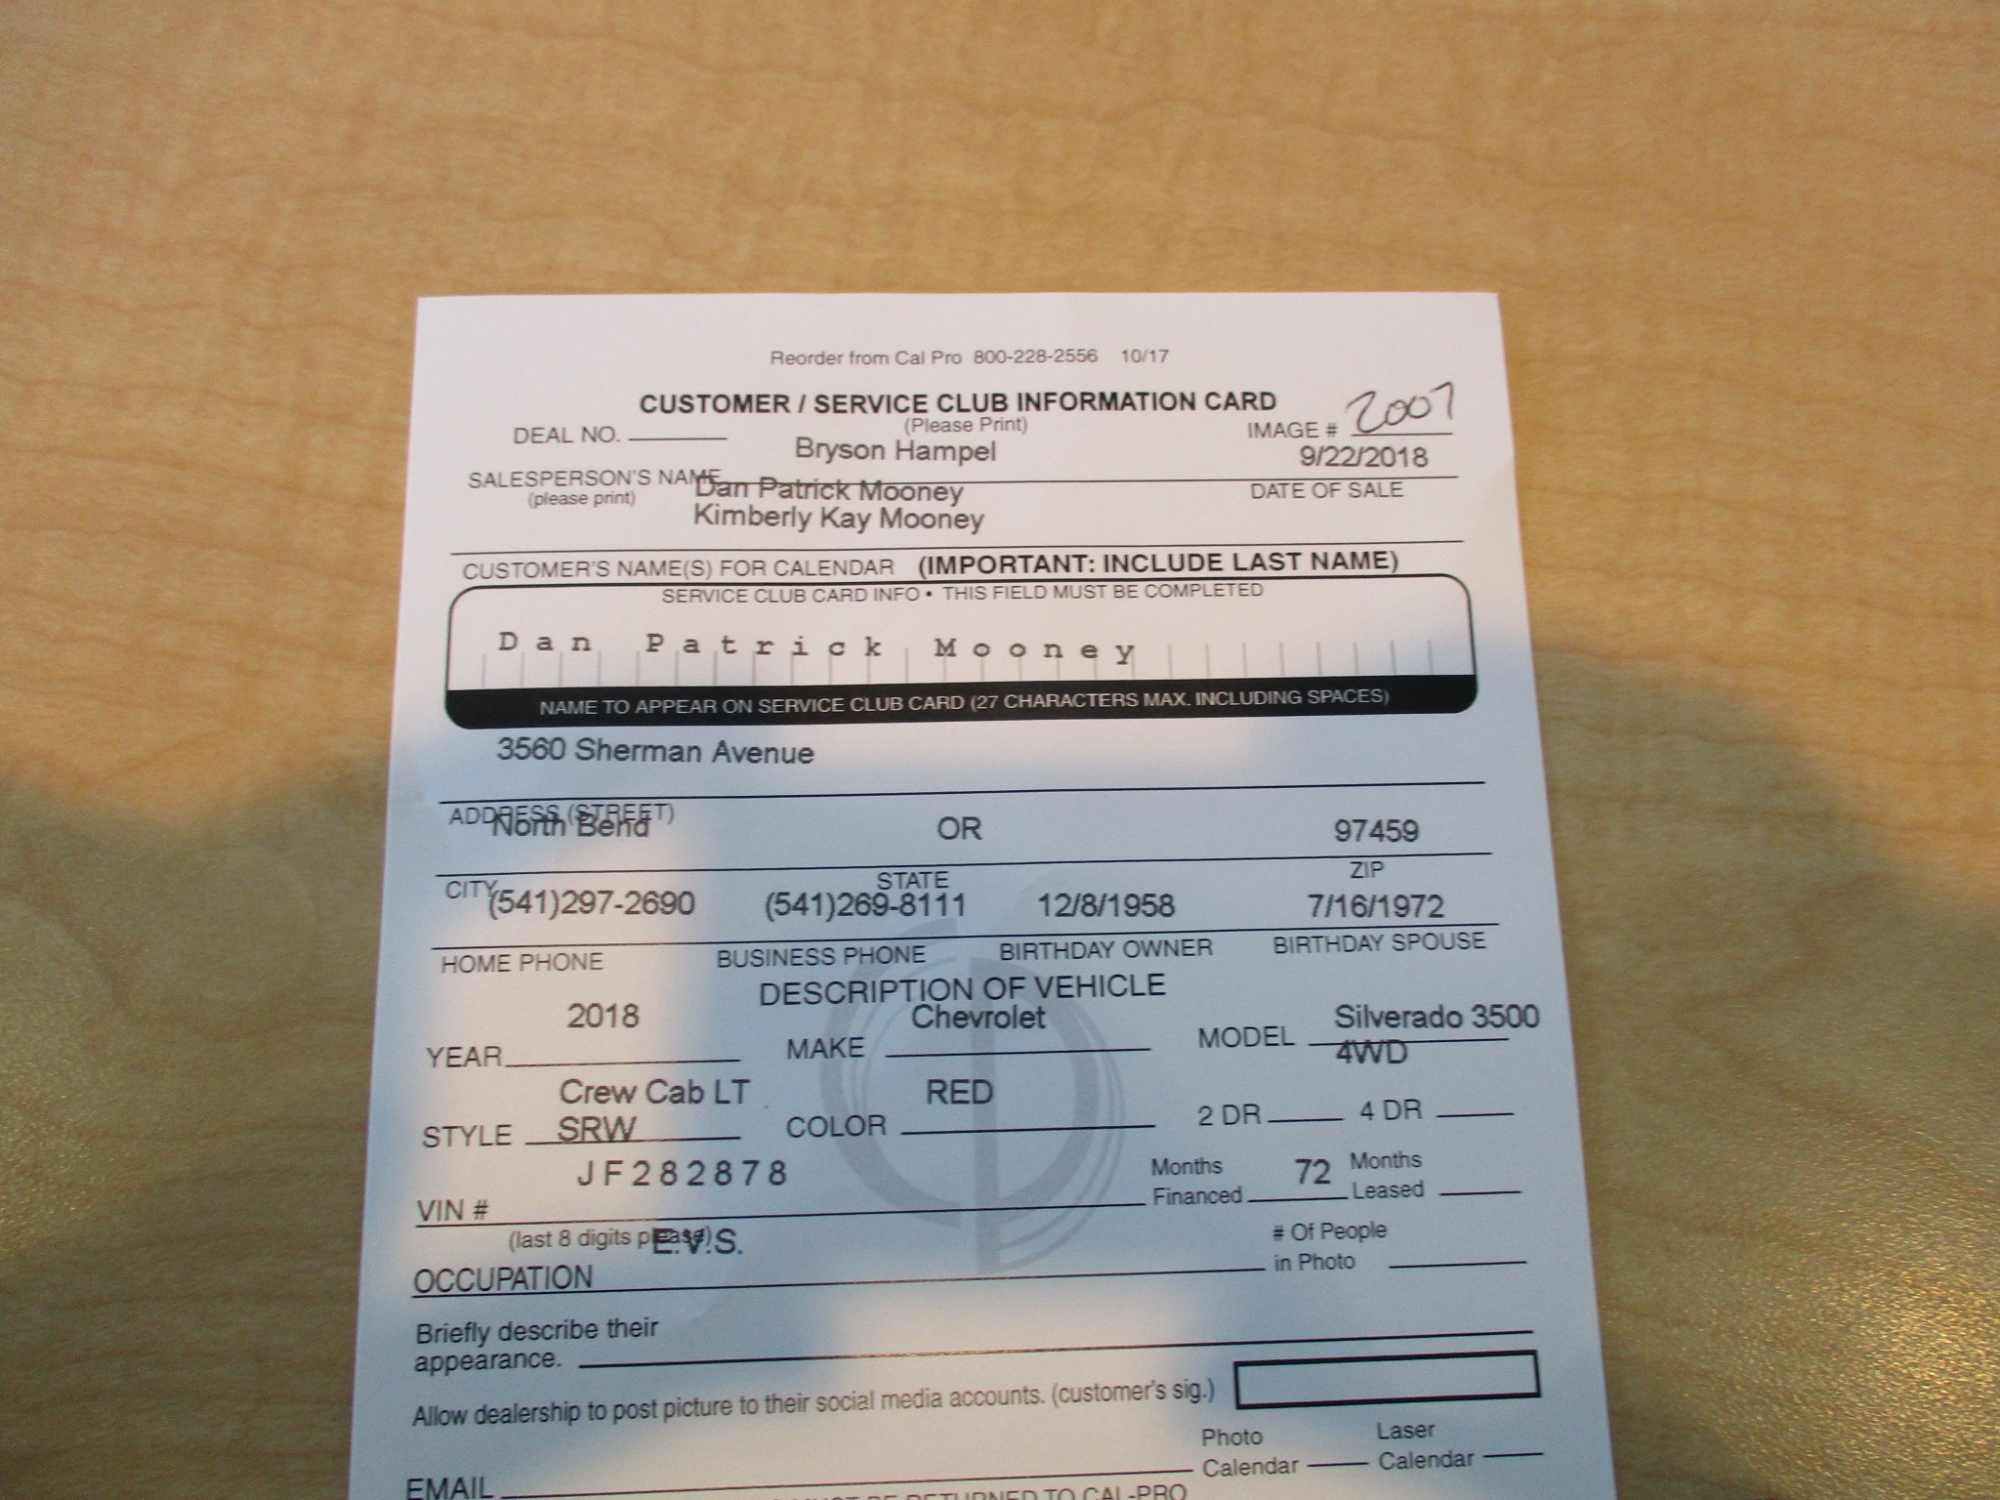 Reorder from Cal Pro 800-228-2556 10/17
CUSTOMER / SERVICE CLUB INFORMATION CARD
(Please Print)
DEAL NO.
IMAGE # 2007
Bryson Hampel
9/22/2018
SALESPERSON'S NAME
(please print)
DATE OF SALE
Dan Patrick Mooney
Kimberly Kay Mooney
CUSTOMER'S NAME(S) FOR CALENDAR (IMPORTANT: INCLUDE LAST NAME)
SERVICE CLUB CARD INFO • THIS FIELD MUST BE COMPLETED
Dan Patrick Mooney
NAME TO APPEAR ON SERVICE CLUB CARD (27 CHARACTERS MAX. INCLUDING SPACES)
3560 Sherman Avenue
ADDRESS (STREET)
North Bend OR 97459
CITY STATE ZIP
(541)297-2690 (541)269-8111 12/8/1958 7/16/1972
HOME PHONE BUSINESS PHONE BIRTHDAY OWNER BIRTHDAY SPOUSE
DESCRIPTION OF VEHICLE
2018 Chevrolet Silverado 3500
YEAR MAKE MODEL 4WD
Crew Cab LT RED
STYLE SRW COLOR 2 DR 4 DR
JF282878
VIN #
Months Financed 72 Months Leased
(last 8 digits please)
E.V.S.
OCCUPATION
# Of People
in Photo
Briefly describe their
appearance.
Allow dealership to post picture to their social media accounts. (customer's sig.)
Photo Calendar Laser Calendar
EMAIL
MUST BE RETURNED TO CAL-PRO